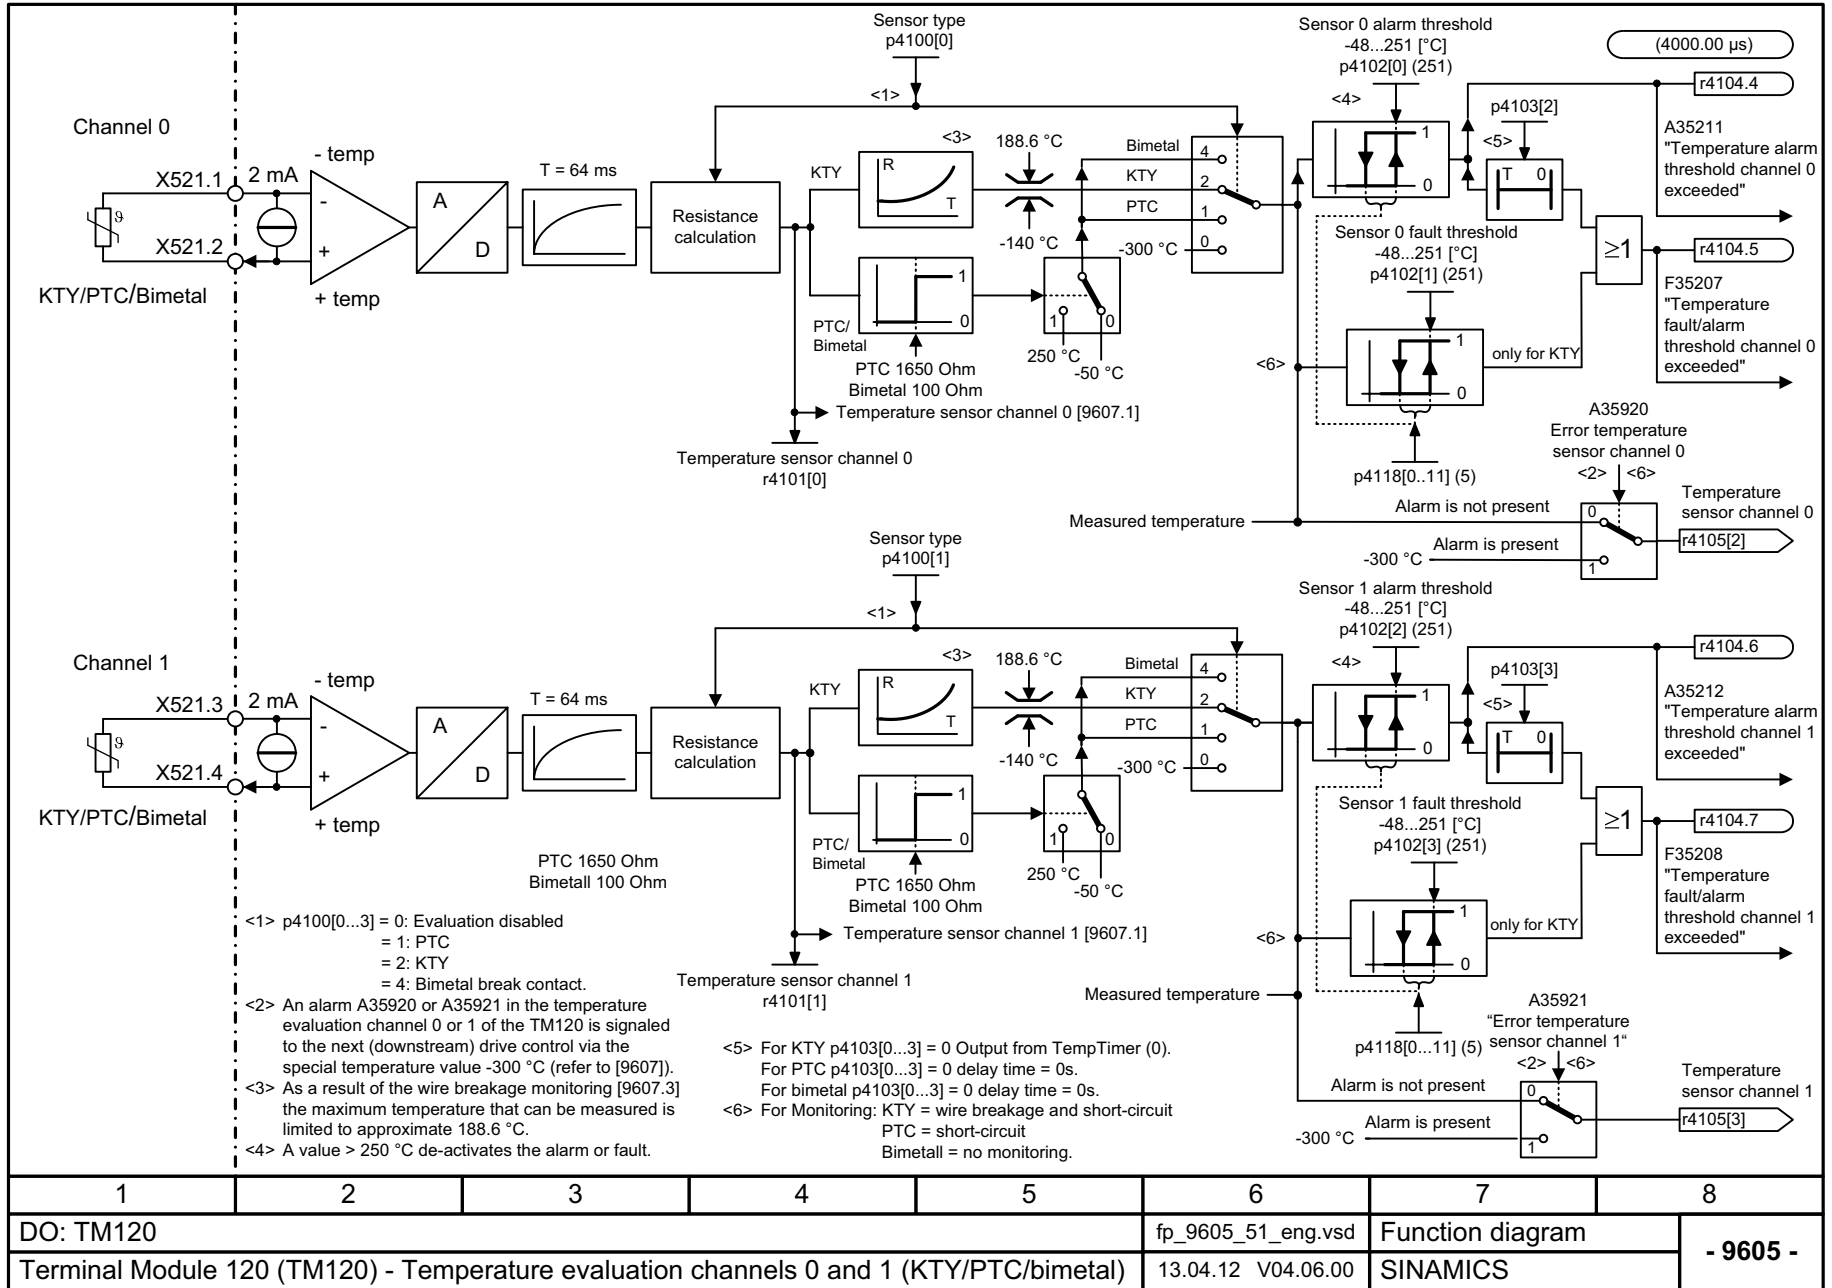 Sensor type
p4100[0]
<1>
Sensor 0 alarm threshold
-48...251 [°C]
p4102[0] (251)
<4>
(4000.00 µs)
r4104.4
p4103[2]
<5>
A35211
"Temperature alarm
threshold channel 0
exceeded"
Channel 0
X521.1
X521.2
KTY/PTC/Bimetal
2 mA
- temp
-
+
+ temp
A
D
T = 64 ms
Resistance
calculation
KTY
<3>
R
T
188.6 °C
-140 °C
Bimetal
KTY
PTC
-300 °C
4
2
1
0
1
0
T 0
Sensor 0 fault threshold
-48...251 [°C]
p4102[1] (251)
≥1
r4104.5
F35207
"Temperature
fault/alarm
threshold channel 0
exceeded"
PTC/
Bimetal
1
0
PTC 1650 Ohm
Bimetal 100 Ohm
1
0
250 °C
-50 °C
<6>
1
0
only for KTY
Temperature sensor channel 0 [9607.1]
Temperature sensor channel 0
r4101[0]
p4118[0..11] (5)
A35920
Error temperature
sensor channel 0
<2>
<6>
Measured temperature
Alarm is not present
0
Alarm is present
-300 °C
1
Temperature
sensor channel 0
r4105[2]
Sensor type
p4100[1]
<1>
Sensor 1 alarm threshold
-48...251 [°C]
p4102[2] (251)
<4>
r4104.6
p4103[3]
<5>
A35212
"Temperature alarm
threshold channel 1
exceeded"
Channel 1
X521.3
X521.4
KTY/PTC/Bimetal
2 mA
- temp
-
+
+ temp
A
D
T = 64 ms
Resistance
calculation
KTY
<3>
R
T
188.6 °C
-140 °C
Bimetal
KTY
PTC
-300 °C
4
2
1
0
1
0
T 0
Sensor 1 fault threshold
-48...251 [°C]
p4102[3] (251)
≥1
r4104.7
F35208
"Temperature
fault/alarm
threshold channel 1
exceeded"
PTC/
Bimetal
1
0
PTC 1650 Ohm
Bimetal 100 Ohm
1
0
250 °C
-50 °C
<6>
1
0
only for KTY
Temperature sensor channel 1 [9607.1]
Temperature sensor channel 1
r4101[1]
Measured temperature
p4118[0...11] (5)
A35921
“Error temperature
sensor channel 1“
<2>
<6>
Alarm is not present
0
Alarm is present
-300 °C
1
Temperature
sensor channel 1
r4105[3]
PTC 1650 Ohm
Bimetall 100 Ohm
<1> p4100[0...3] = 0: Evaluation disabled
= 1: PTC
= 2: KTY
= 4: Bimetal break contact.
<2> An alarm A35920 or A35921 in the temperature
evaluation channel 0 or 1 of the TM120 is signaled
to the next (downstream) drive control via the
special temperature value -300 °C (refer to [9607]).
<3> As a result of the wire breakage monitoring [9607.3]
the maximum temperature that can be measured is
limited to approximate 188.6 °C.
<4> A value > 250 °C de-activates the alarm or fault.
<5> For KTY p4103[0...3] = 0 Output from TempTimer (0).
For PTC p4103[0...3] = 0 delay time = 0s.
For bimetal p4103[0...3] = 0 delay time = 0s.
<6> For Monitoring: KTY = wire breakage and short-circuit
PTC = short-circuit
Bimetall = no monitoring.
1 2 3 4 5 6 7 8
DO: TM120
fp_9605_51_eng.vsd
Function diagram
- 9605 -
Terminal Module 120 (TM120) - Temperature evaluation channels 0 and 1 (KTY/PTC/bimetal)
13.04.12 V04.06.00
SINAMICS